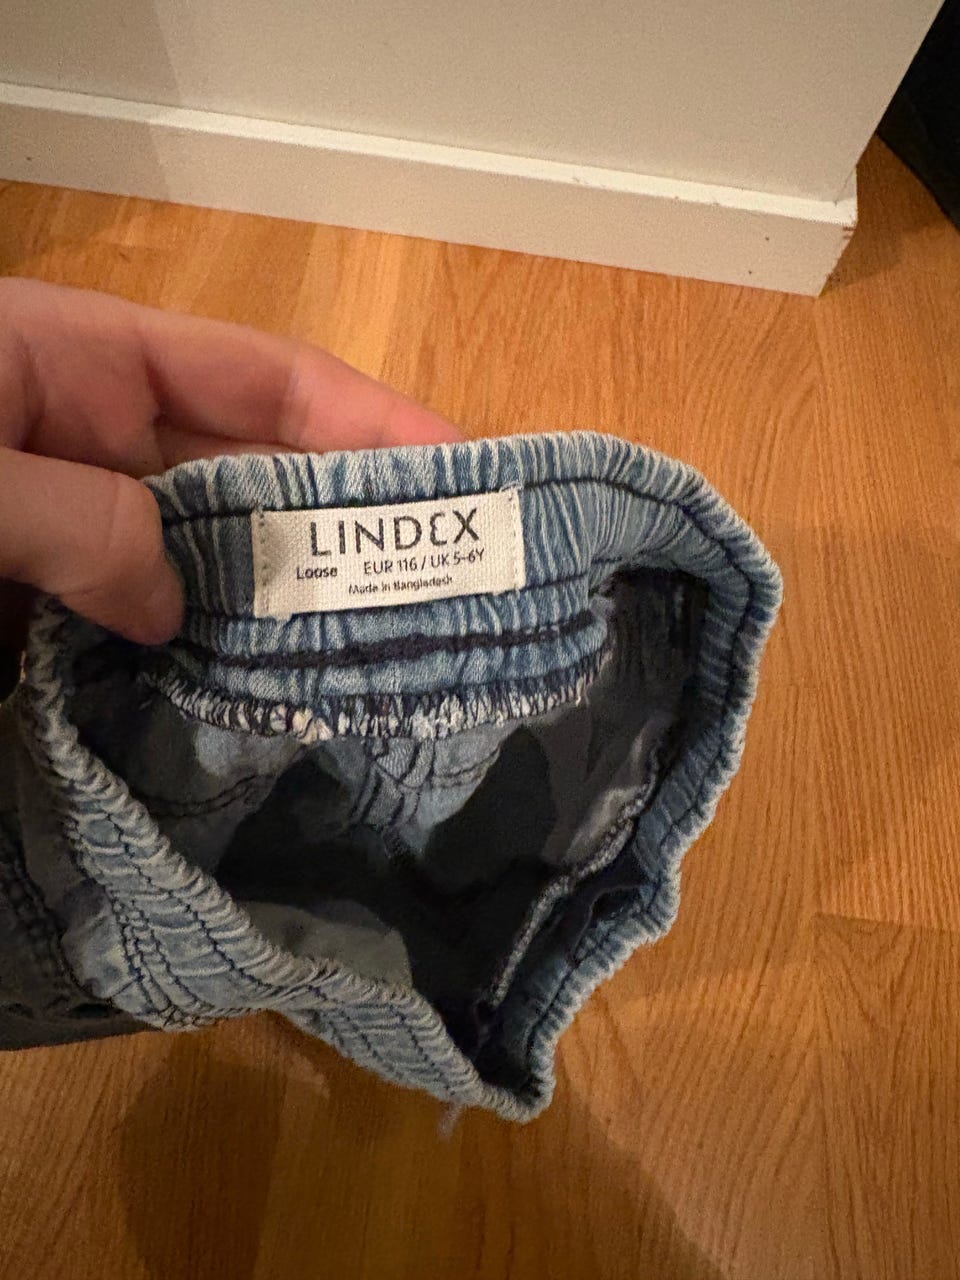 LINDEX
Loose EUR 116 / UK 5-6Y
Made in Bangladesh